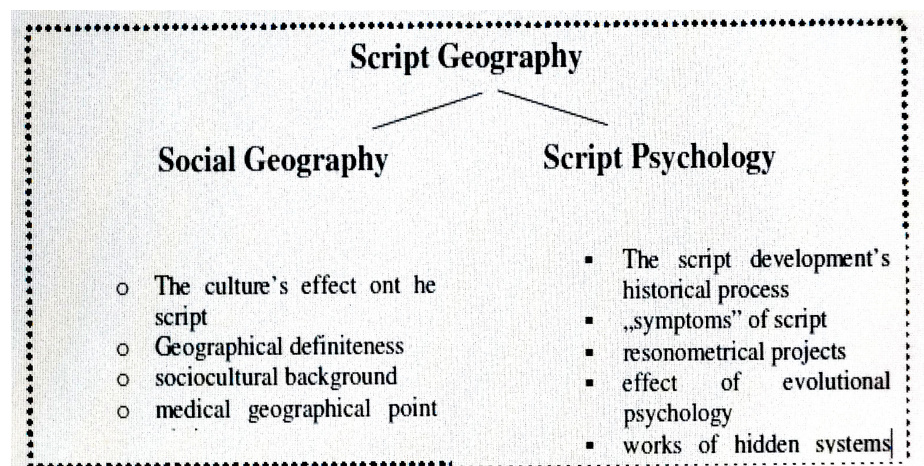 Script Geography
Social Geography
Script Psychology
The culture's effect ont he
script
Geographical definiteness
sociocultural background
medical geographical point
The script development's
historical process
„symptoms” of script
resonometrical projects
effect of evolutional
psychology
works of hidden systems